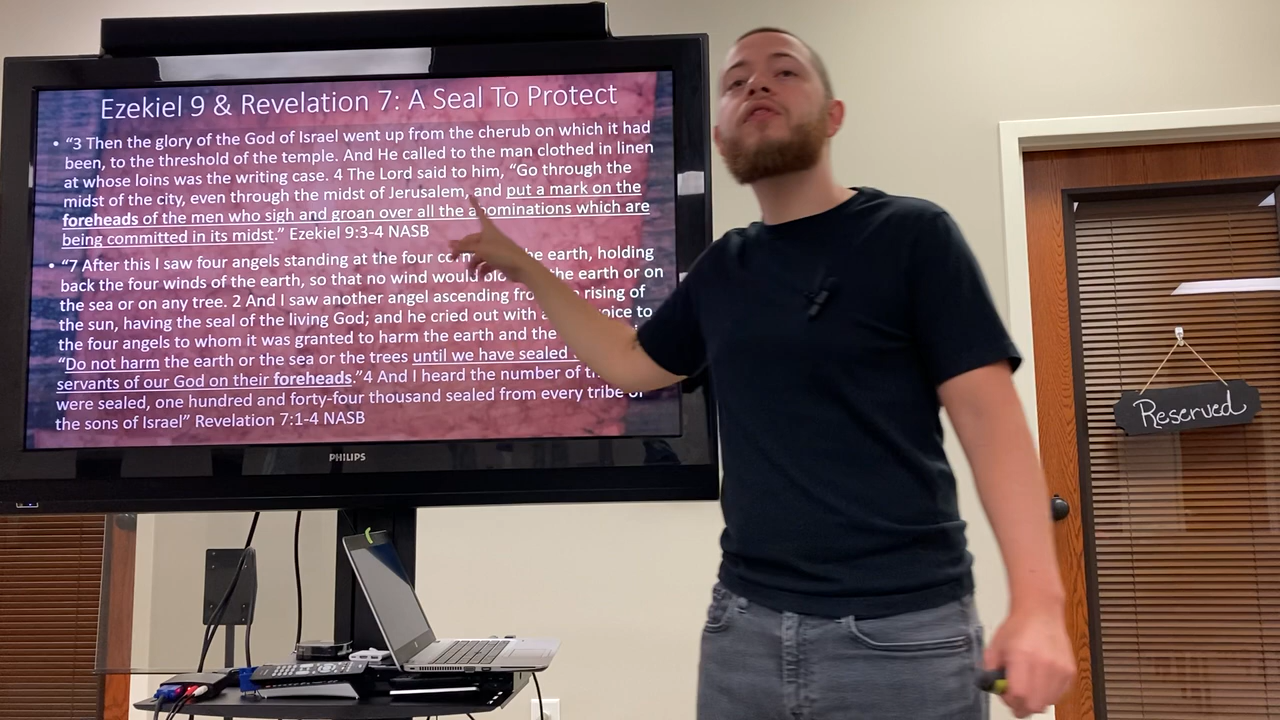 Ezekiel 9 & Revelation 7: A Seal To Protect
• “3 Then the glory of the God of Israel went up from the cherub on which it had
been, to the threshold of the temple. And He called to the man clothed in linen
at whose loins was the writing case. 4 The Lord said to him, “Go through the
midst of the city, even through the midst of Jerusalem, and put a mark on the
foreheads of the men who sigh and groan over all the abominations which are
being committed in its midst.” Ezekiel 9:3-4 NASB
• “7 After this I saw four angels standing at the four earth, holding
back the four winds of the earth, so that no wind would the earth or on
the sea or on any tree. 2 And I saw another angel ascending rising of
the sun, having the seal of the living God; and he cried out with a to
the four angels to whom it was granted to harm the earth and the
“Do not harm the earth or the sea or the trees until we have sealed
servants of our God on their foreheads.”4 And I heard the number of
were sealed, one hundred and forty-four thousand sealed from every tribe of
the sons of Israel” Revelation 7:1-4 NASB
PHILIPS
Reserved